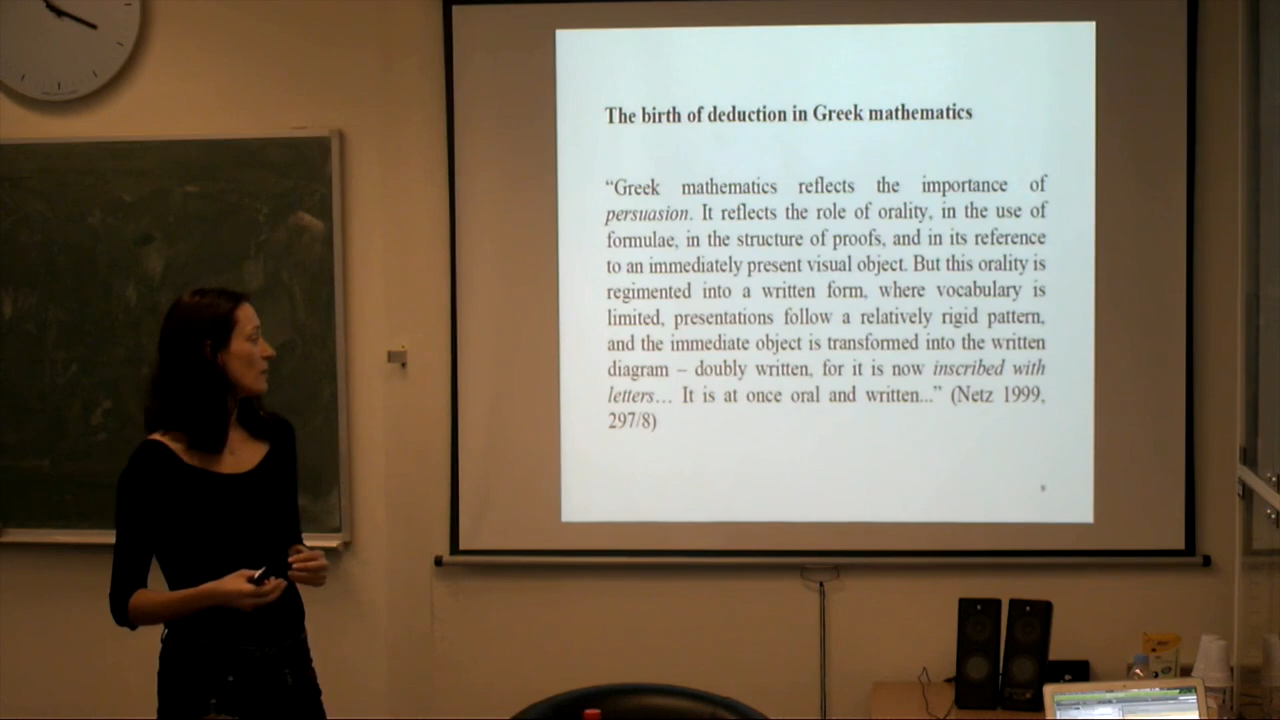 The birth of deduction in Greek mathematics
“Greek mathematics reflects the importance of
persuasion. It reflects the role of orality, in the use of
formulae, in the structure of proofs, and in its reference
to an immediately present visual object. But this orality is
regimented into a written form, where vocabulary is
limited, presentations follow a relatively rigid pattern,
and the immediate object is transformed into the written
diagram – doubly written, for it is now inscribed with
letters… It is at once oral and written...” (Netz 1999,
297/8)